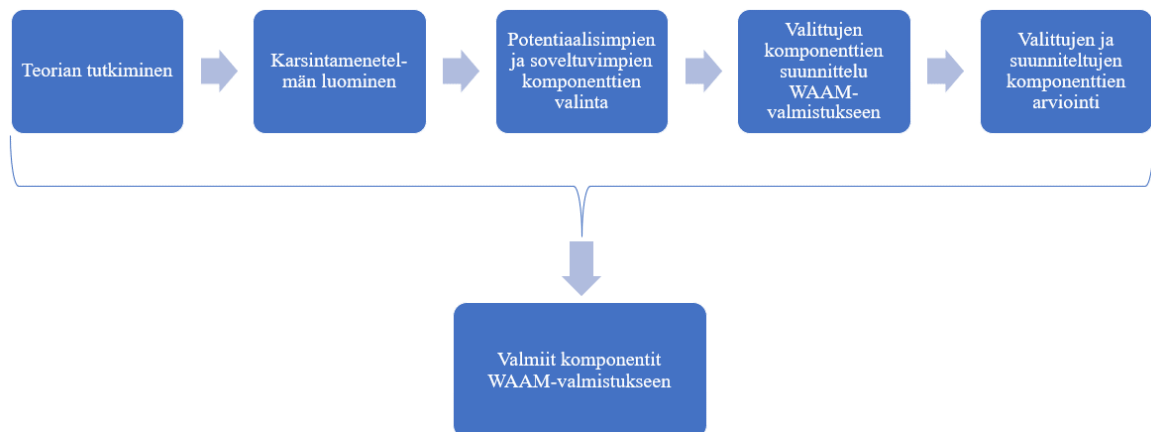 Teorian tutkiminen
Karsintamenetel-
män luominen
Potentiaalisimpien
ja soveltuvimpien
komponenttien
valinta
Valittujen
komponenttien
suunnittelu
WAAM-
valmistukseen
Valittujen ja
suunniteltujen
komponenttien
arviointi
Valmiit komponentit
WAAM-valmistukseen